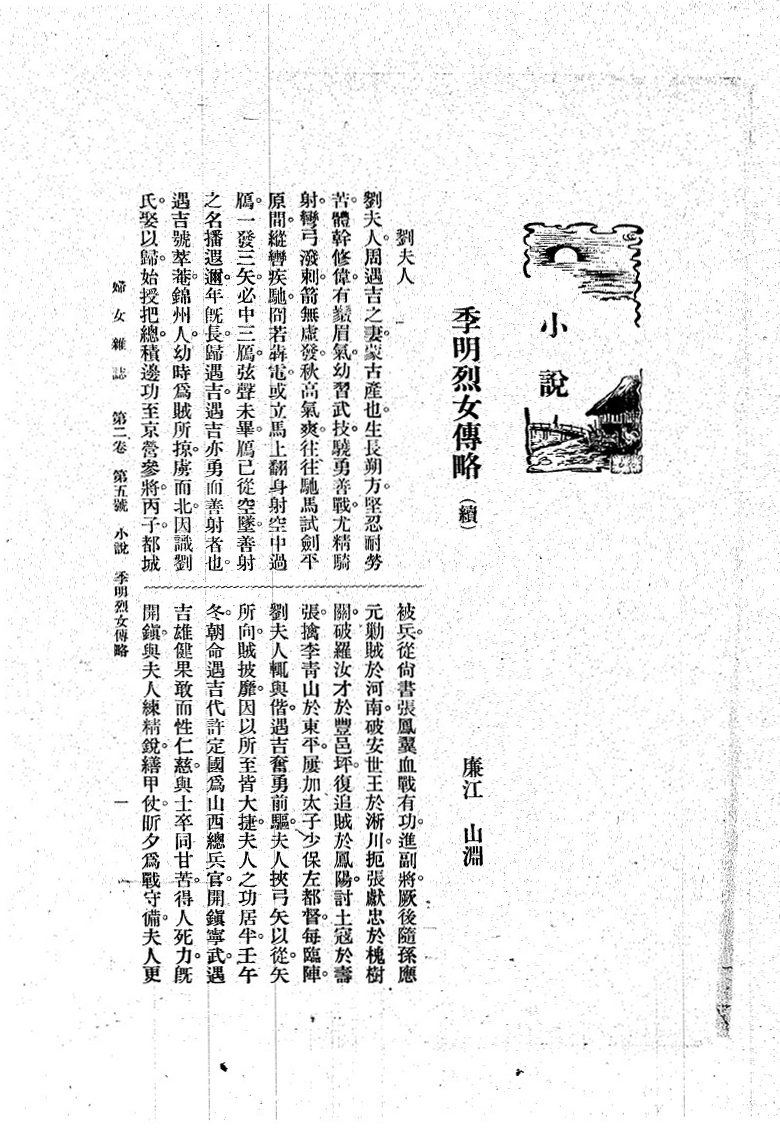 小說
季明烈女傳略(續)
廉江 山淵
劉夫人
劉夫人。周遇吉之妻。蒙古產也。生長朔方。堅忍耐勞
苦。體幹修偉。有鬚眉氣。幼習武技。驍勇善戰。尤精騎
射。彎弓潑剌。箭無虛發。秋高氣爽。往往馳馬試劍平
原間。縱轡疾馳。閃若犇電。或立馬上翻身射空中過
鴈。一發三矢。必中三鴈。弦聲未畢。鴈已從空墜。善射
之名播遐邇。年既長。歸遇吉。遇吉亦勇而善射者也。
遇吉號萃菴。錦州人。幼時為賊所掠。虜而北。因識劉
氏。娶以歸。始授把總。積邊功至京營參將。丙子。都城
被兵。從尙書張鳳翼血戰有功。進副將。厥後隨孫應
元勦賊於河南。破安世王於淅川。扼張獻忠於槐樹
關。破羅汝才於豐邑坪。復追賊於鳳陽。討土寇於壽
張。擒李青山於東平。屢加太子少保左都督。每臨陣。
劉夫人輒與偕。遇吉奮勇前驅。夫人挾弓矢以從。矢
所向。賊披靡。因以所至皆大捷。夫人之功居半。壬午
冬。朝命遇吉代許定國為山西總兵官。開鎮寧武。遇
吉雄健果敢而性仁慈。與士卒同甘苦。得人死力。既
開鎮。與夫人練精銳。繕甲仗。昕夕為戰守備。夫人更
婦女雜誌 第二卷 第五號 小說 季明烈女傳略 一